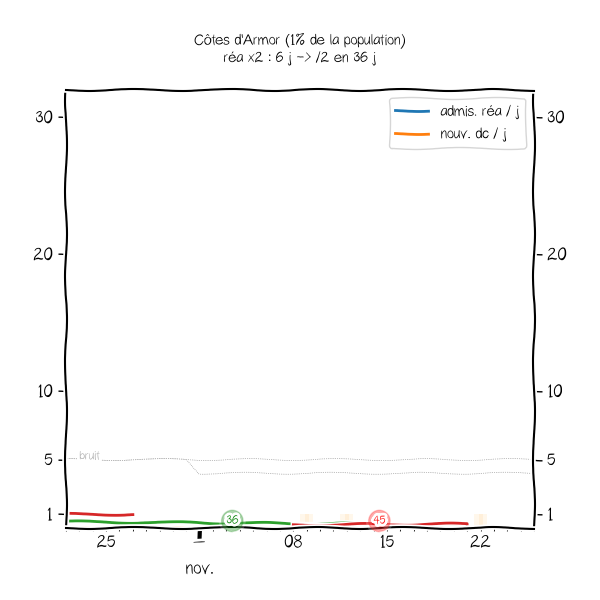 Côtes d'Armor (1% de la population)
réa x2 : 6 j -> /2 en 36 j
admis. réa / j
nouv. dc / j
30 30
20 20
10 10
bruit
5 5
1 36 45 1
25 08 15 22
nov.